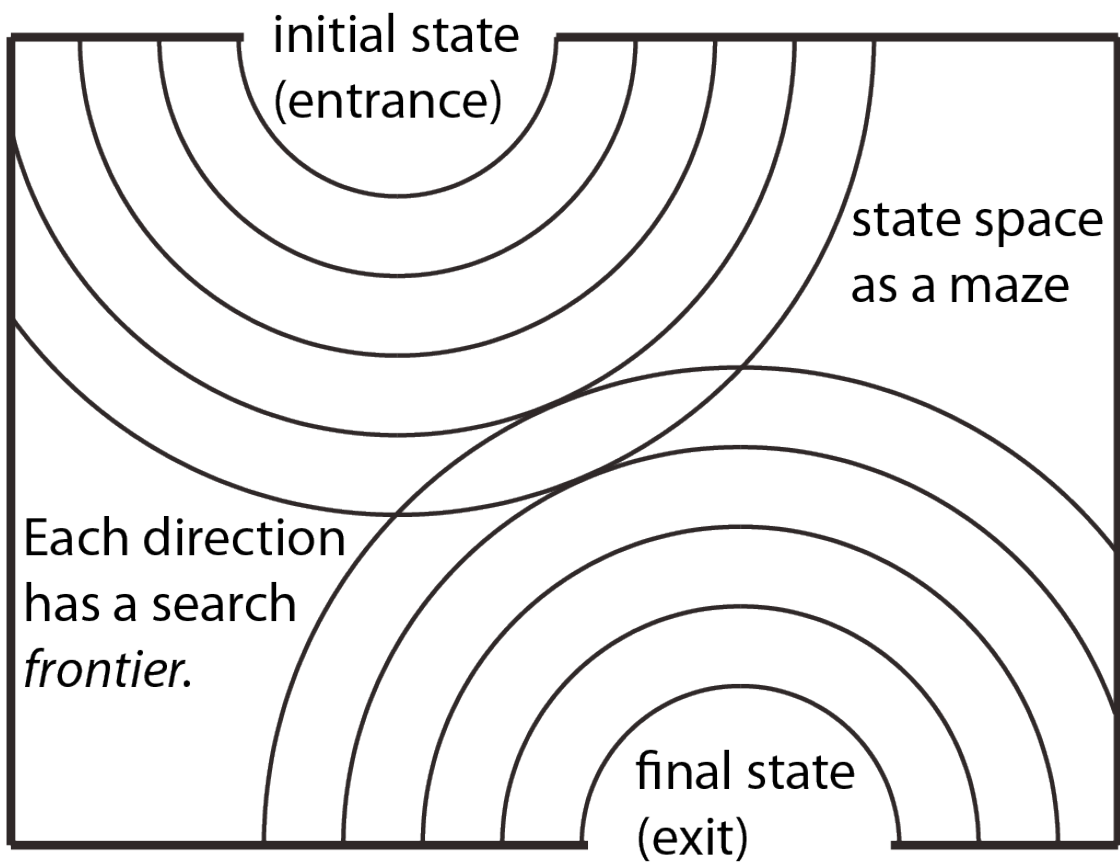 initial state
(entrance)
state space
as a maze
Each direction
has a search
frontier.
final state
(exit)